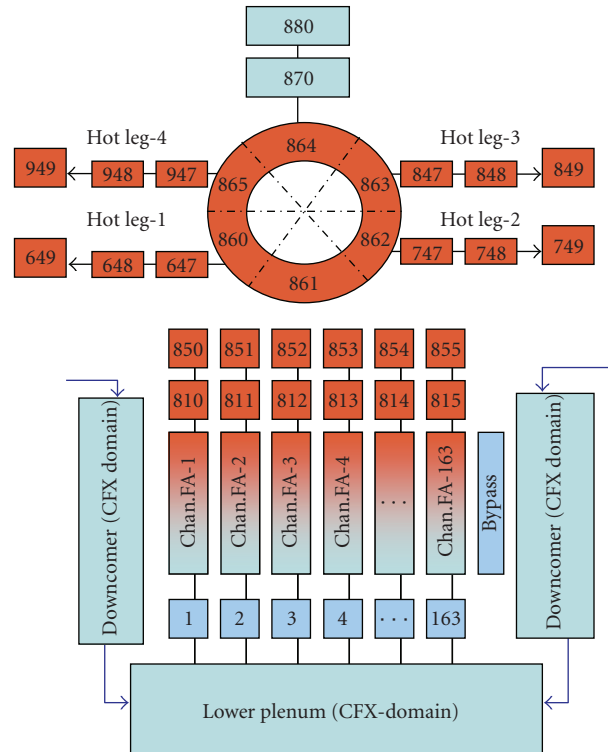 880
870
Hot leg-4
Hot leg-3
864
949
948
947
865
863
847
848
849
Hot leg-1
Hot leg-2
860
862
649
648
647
747
748
749
861
850 851 852 853 854 855
810 811 812 813 814 815
Downcomer (CFX domain)
Chan.FA-1
Chan.FA-2
Chan.FA-3
Chan.FA-4
...
Chan.FA-163
Bypass
Downcomer (CFX domain)
1 2 3 4 ... 163
Lower plenum (CFX-domain)